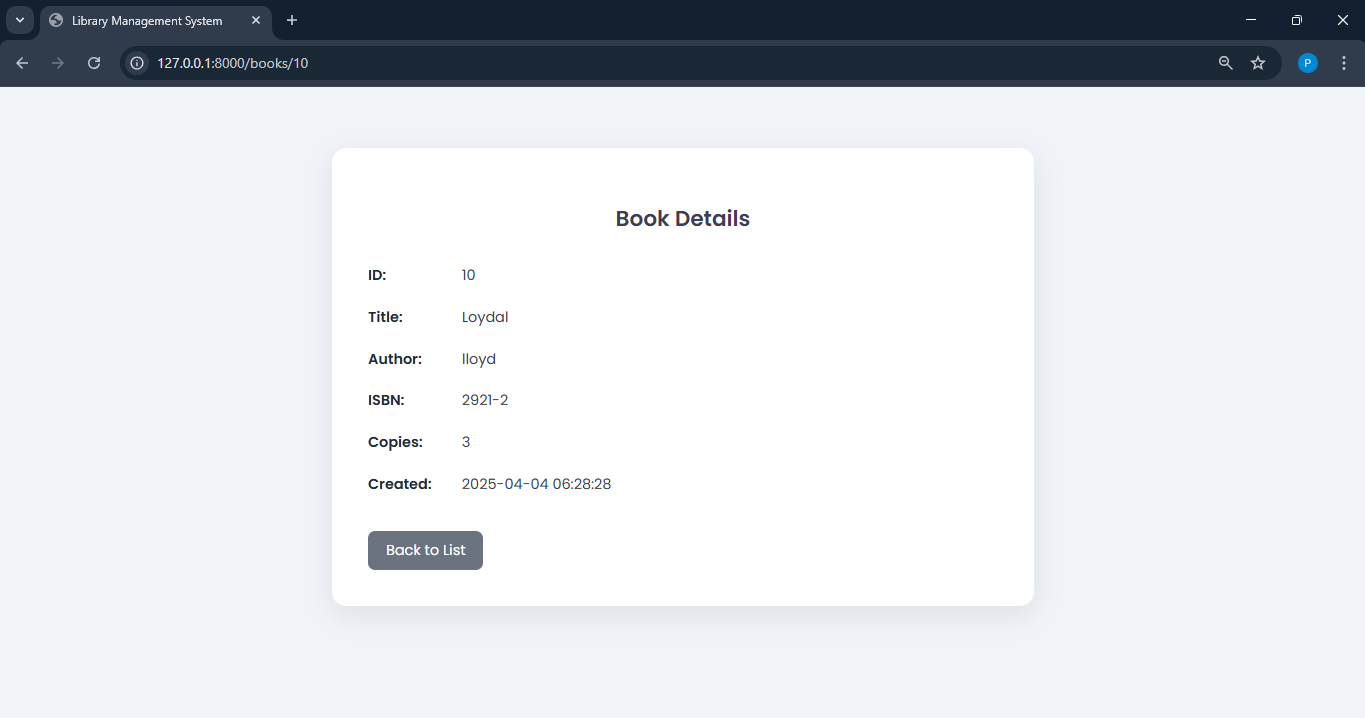 Library Management System
127.0.0.1:8000/books/10
P
Book Details
ID: 10
Title: Loydal
Author: lloyd
ISBN: 2921-2
Copies: 3
Created: 2025-04-04 06:28:28
Back to List